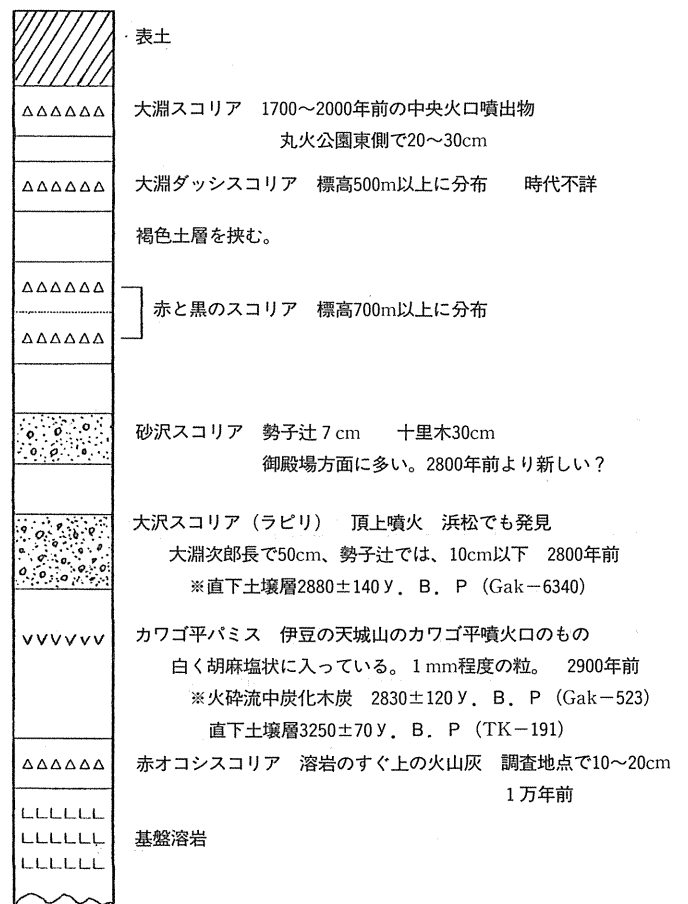 表土
大淵スコリア　1700〜2000年前の中央火口噴出物
丸火公園東側で20〜30cm
大淵ダッシスコリア　標高500m以上に分布　　時代不詳
褐色土層を挟む。
赤と黒のスコリア　標高700m以上に分布
砂沢スコリア　勢子辻7cm　　十里木30cm
御殿場方面に多い。2800年前より新しい？
大沢スコリア（ラピリ）　頂上噴火　浜松でも発見
大淵次郎長で50cm、勢子辻では、10cm以下　2800年前
※直下土壌層2880±140y．B．P（Gak－6340）
カワゴ平パミス　伊豆の天城山のカワゴ平噴火口のもの
白く胡麻塩状に入っている。1mm程度の粒。　2900年前
※火砕流中炭化木炭　2830±120y．B．P（Gak－523）
直下土壌層3250±70y．B．P（TK－191）
赤オコシスコリア　溶岩のすぐ上の火山灰　調査地点で10〜20cm
1万年前
基盤溶岩